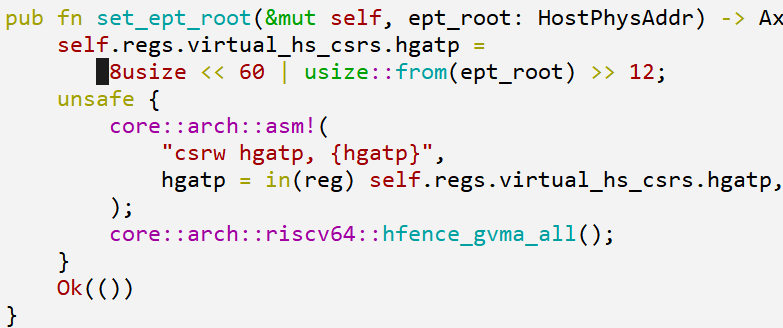 pub fn set_ept_root(&mut self, ept_root: HostPhysAddr) -> Ax
    self.regs.virtual_hs_csrs.hgatp =
        8usize << 60 | usize::from(ept_root) >> 12;
    unsafe {
        core::arch::asm!(
            "csrw hgatp, {hgatp}",
            hgatp = in(reg) self.regs.virtual_hs_csrs.hgatp,
        );
        core::arch::riscv64::hfence_gvma_all();
    }
    Ok(())
}